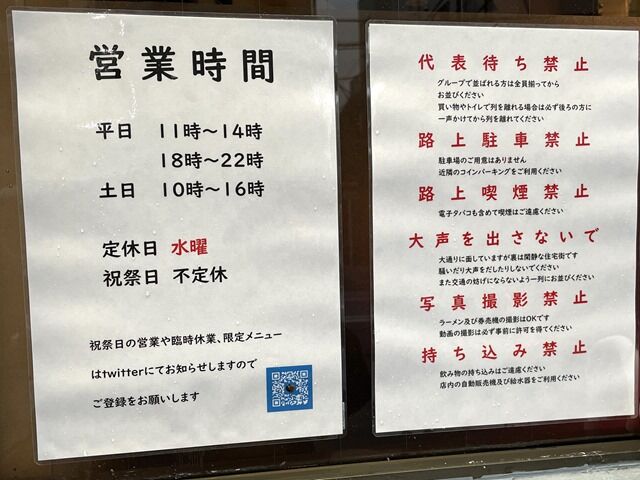 営業時間
平日 11時〜14時
18時〜22時
土日 10時〜16時
定休日 水曜
祝祭日 不定休
祝祭日の営業や臨時休業、限定メニュー
はtwitterにてお知らせしますので
ご登録をお願いします
代表待ち禁止
グループで並ばれる方は全員揃ってから
お並びください
買い物やトイレで列を離れる場合は必ず後ろの方に
一声かけてから列を離れてください
路上駐車禁止
駐車場のご用意はありません
近隣のコインパーキングをご利用ください
路上喫煙禁止
電子タバコも含めて喫煙はご遠慮ください
大声を出さないで
大通りに面していますが裏は閑静な住宅街です
騒いだり大声をだしたりしないでください
また交通の妨げにならないよう一列にお並びください
写真撮影禁止
ラーメン及び券売機の撮影はOKです
動画の撮影は必ず事前に許可を得てください
持ち込み禁止
飲み物の持ち込みはご遠慮ください
店内の自動販売機及び給水器をご利用ください